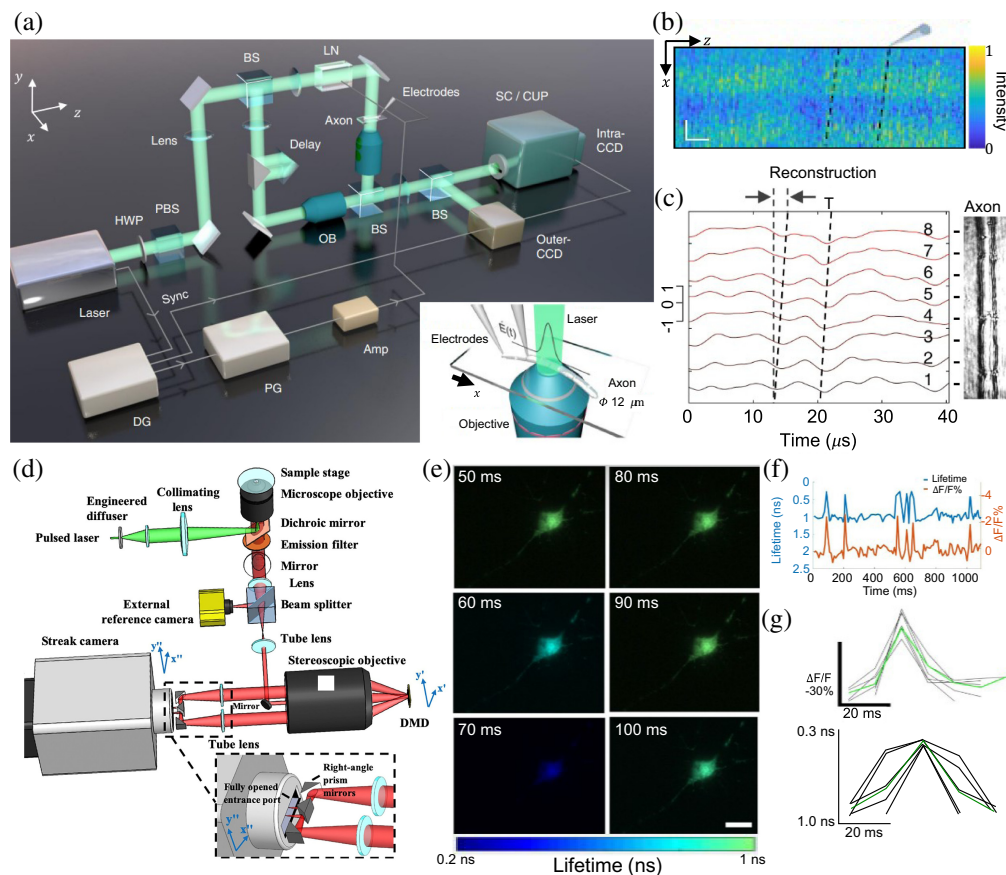 (a)
y
z
x
BS
LN
Electrodes
SC / CUP
Axon
Intra-
CCD
Lens
Delay
HWP
PBS
OB
BS
BS
Outer-
CCD
Laser
Sync
Amp
PG
DG
Laser
Electrodes
Ė(t)
x
Axon
Φ 12 μm
Objective
(b)
z
x
1
Intensity
0
(c)
Reconstruction
T
Axon
8
7
6
5
4
3
2
1
1
0
-1
0
10
20
30
40
Time (μs)
(d)
Sample stage
Microscope objective
Collimating
lens
Engineered
diffuser
Dichroic mirror
Pulsed laser
Emission filter
Mirror
Lens
External
reference camera
Beam splitter
Tube lens
Streak camera
y''
x''
Stereoscopic objective
y'
x'
Mirror
DMD
Tube lens
Right-angle
prism
mirrors
Fully opened
entrance port
y''
x''
(e)
50 ms
80 ms
60 ms
90 ms
70 ms
100 ms
0.2 ns
1 ns
Lifetime (ns)
(f)
Lifetime
ΔF/F%
0
0.5
1
1.5
2
2.5
Lifetime (ns)
-4
-2
0
ΔF/F%
0
200
400
600
800
1000
Time (ms)
(g)
ΔF/F
-30%
20 ms
0.3 ns
1.0 ns
20 ms